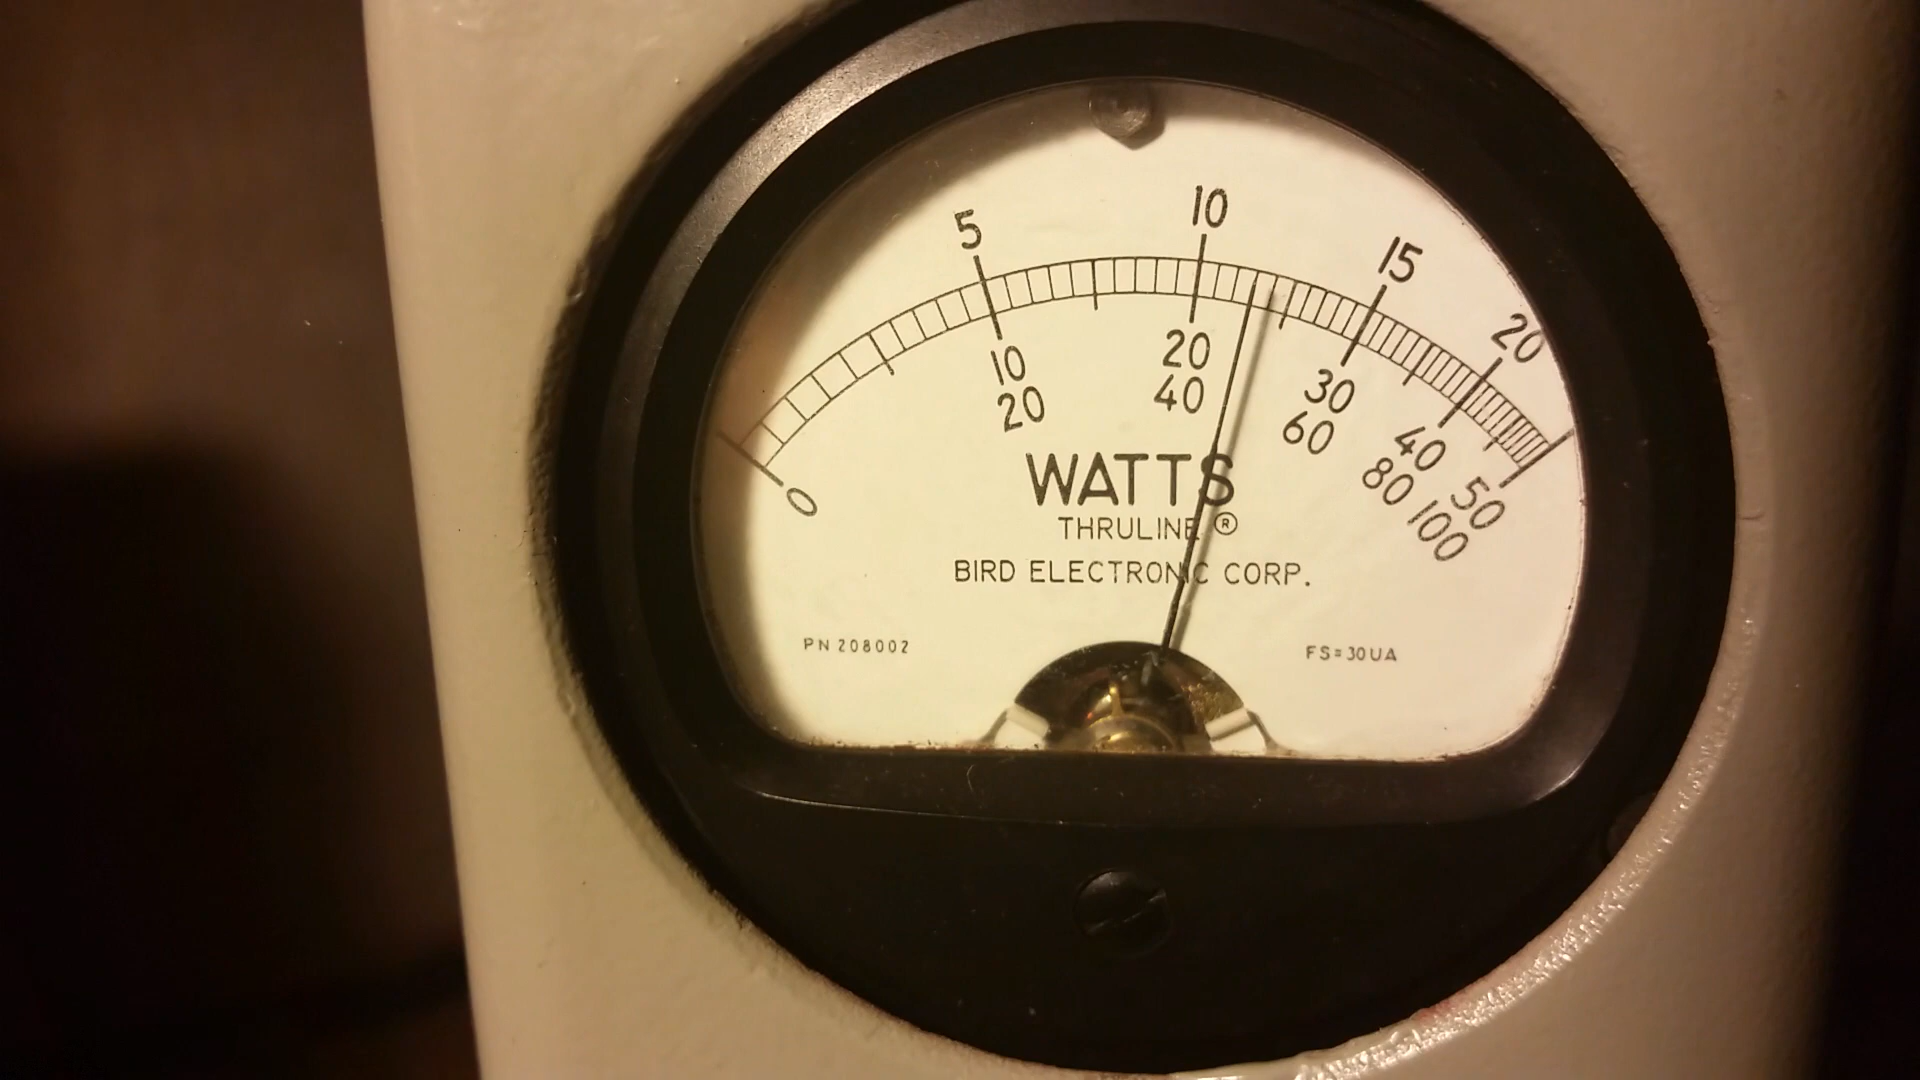 5 10 15 20
10 20 30 40 50
0 20 40 60 80 100
WATTS
THRULINE ®
BIRD ELECTRONIC CORP.
PN 208002 FS=30UA